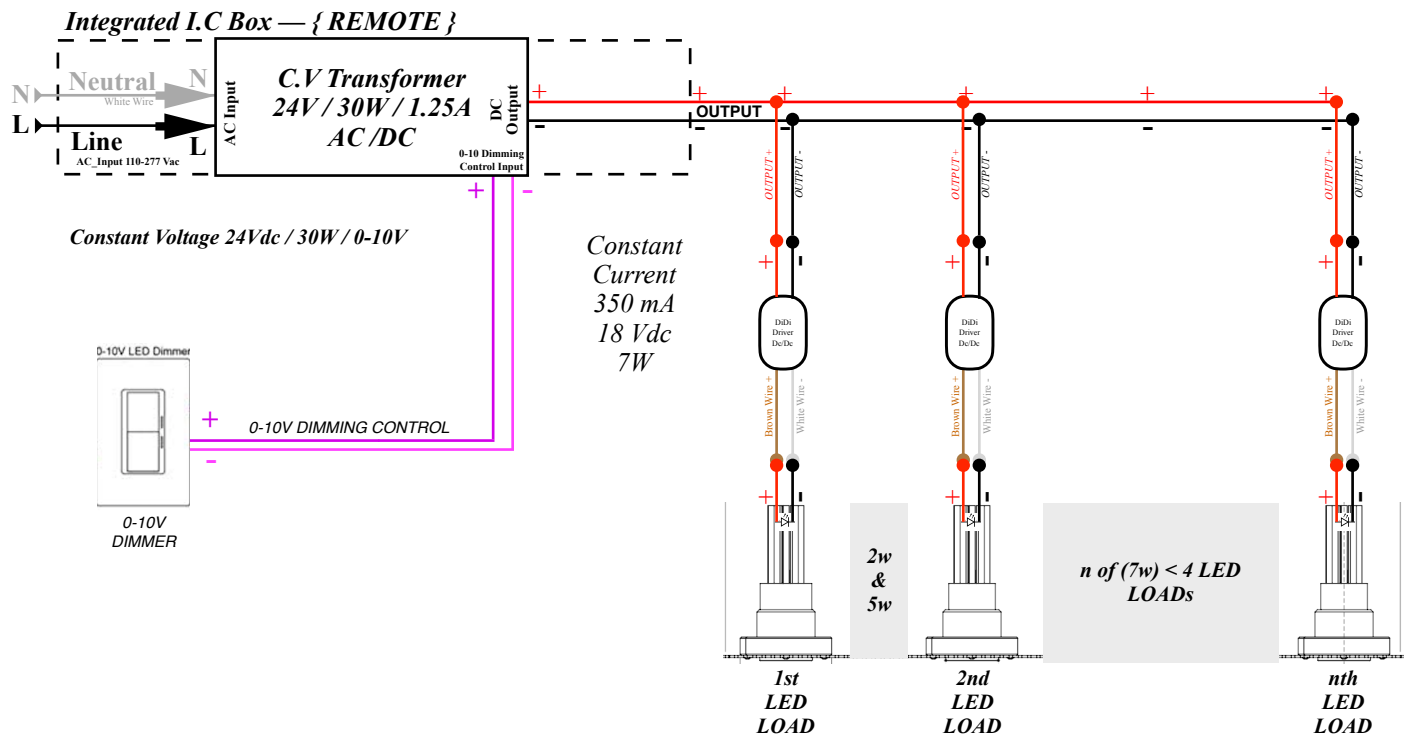 Integrated I.C Box — { REMOTE }
N Neutral N
White Wire
L Line L
AC_Input 110-277 Vac
AC Input
C.V Transformer
24V / 30W / 1.25A
AC /DC
DC
Output
0-10 Dimming
Control Input
+ -
+ + + + + +
OUTPUT
- - - - - -
Constant Voltage 24Vdc / 30W / 0-10V
Constant
Current
350 mA
18 Vdc
7W
OUTPUT + OUTPUT -
+ -
DiDi
Driver
Dc/Dc
Brown Wire + White Wire -
+ -
OUTPUT + OUTPUT -
+ -
DiDi
Driver
Dc/Dc
Brown Wire + White Wire -
+ -
OUTPUT + OUTPUT -
+ -
DiDi
Driver
Dc/Dc
Brown Wire + White Wire -
+ -
0-10V LED Dimmer
+
0-10V DIMMING CONTROL
-
0-10V
DIMMER
2w
&
5w
n of (7w) < 4 LED
LOADs
1st
LED
LOAD
2nd
LED
LOAD
nth
LED
LOAD